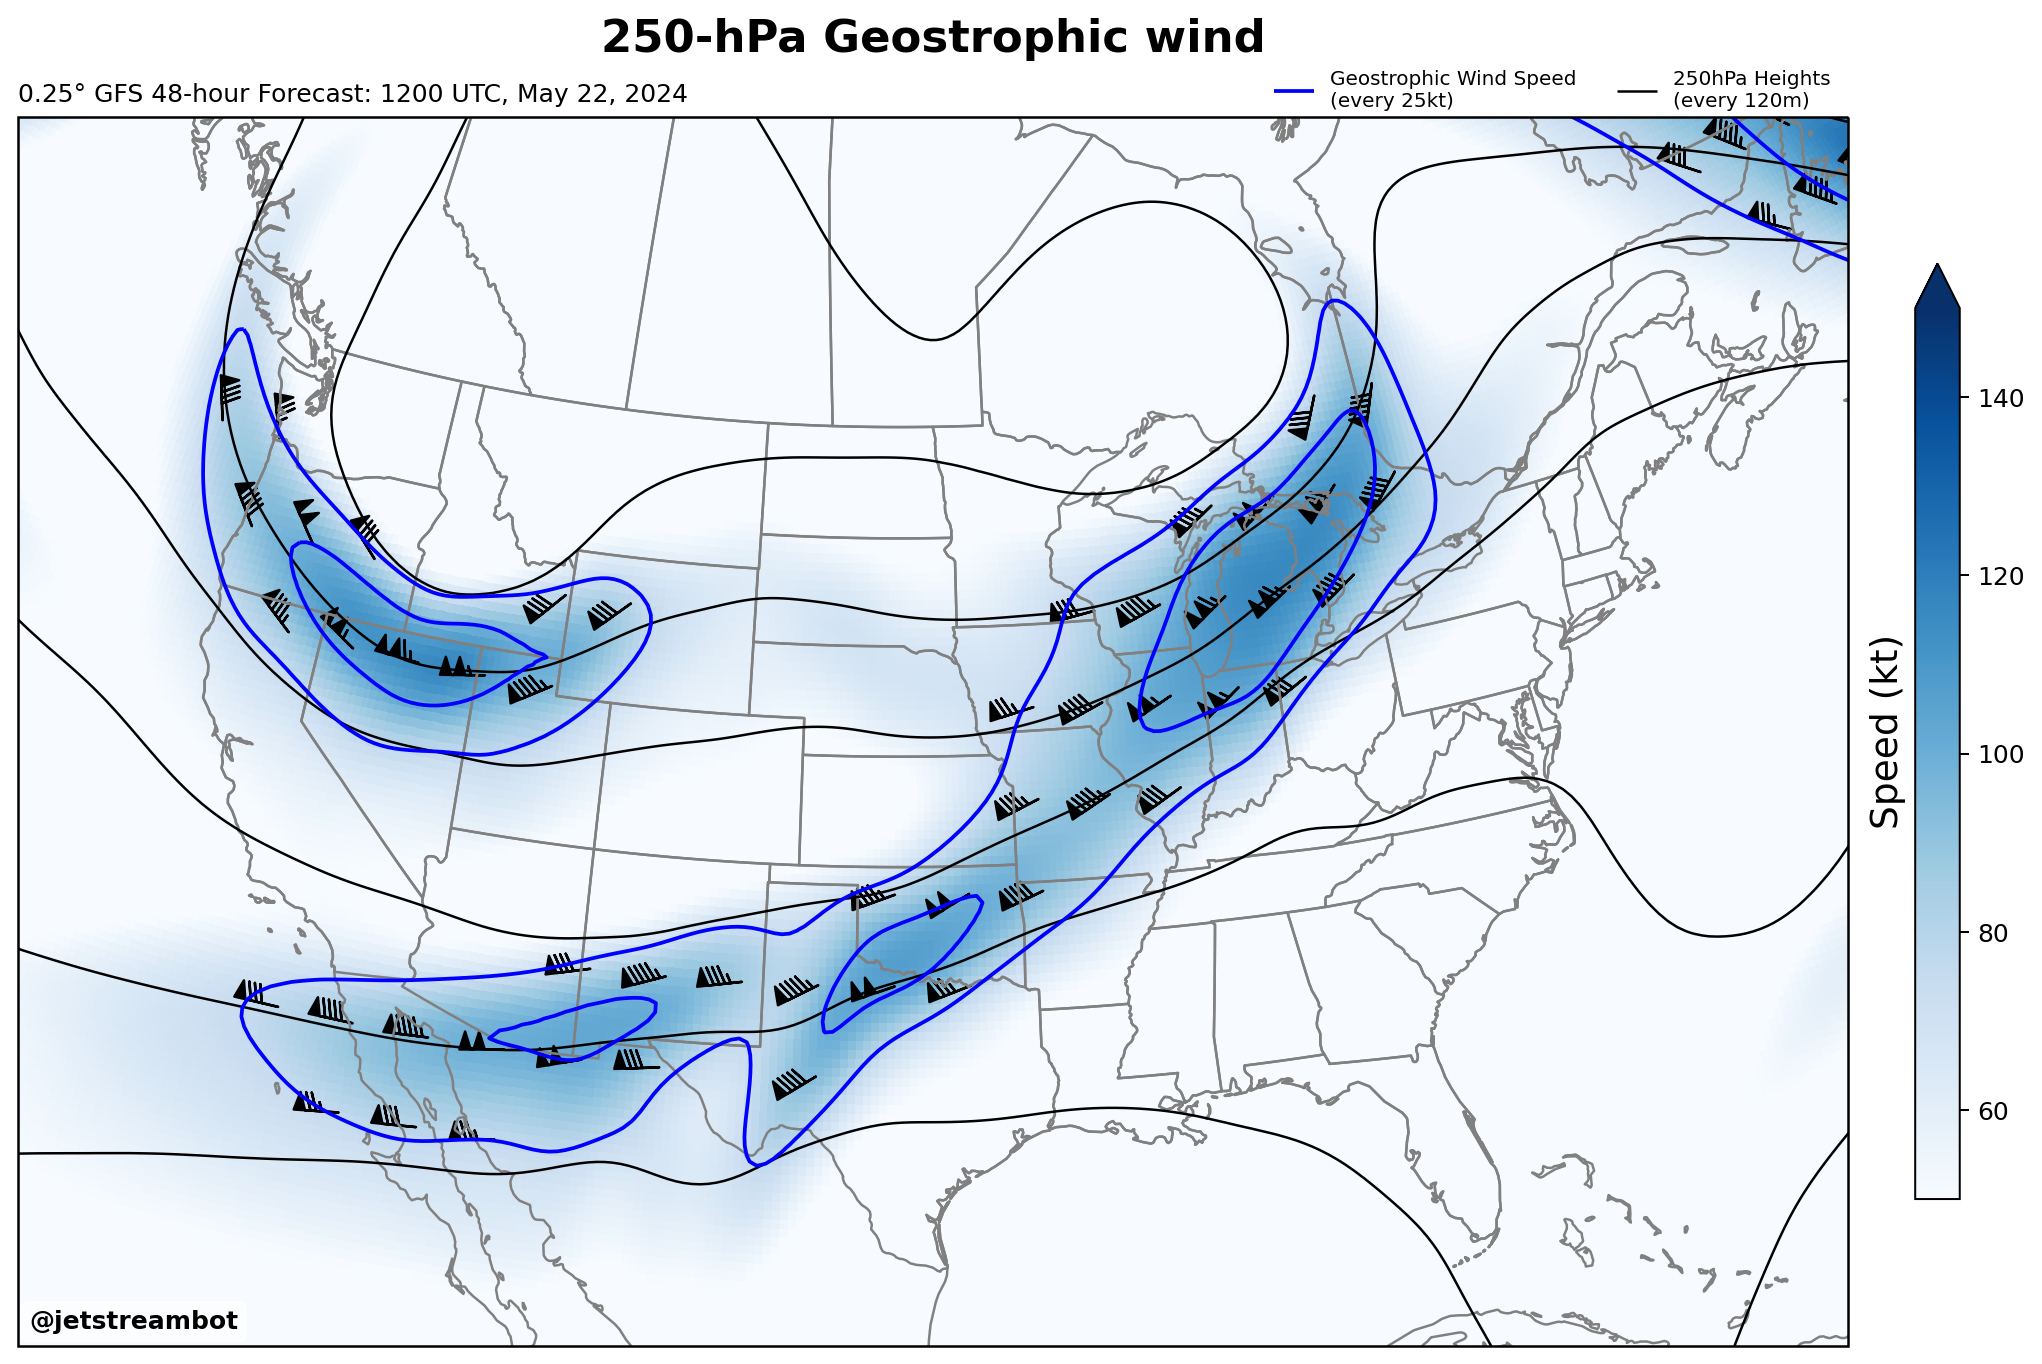 250-hPa Geostrophic wind
0.25° GFS 48-hour Forecast: 1200 UTC, May 22, 2024
Geostrophic Wind Speed
(every 25kt)
250hPa Heights
(every 120m)
140
120
100
80
60
Speed (kt)
@jetstreambot